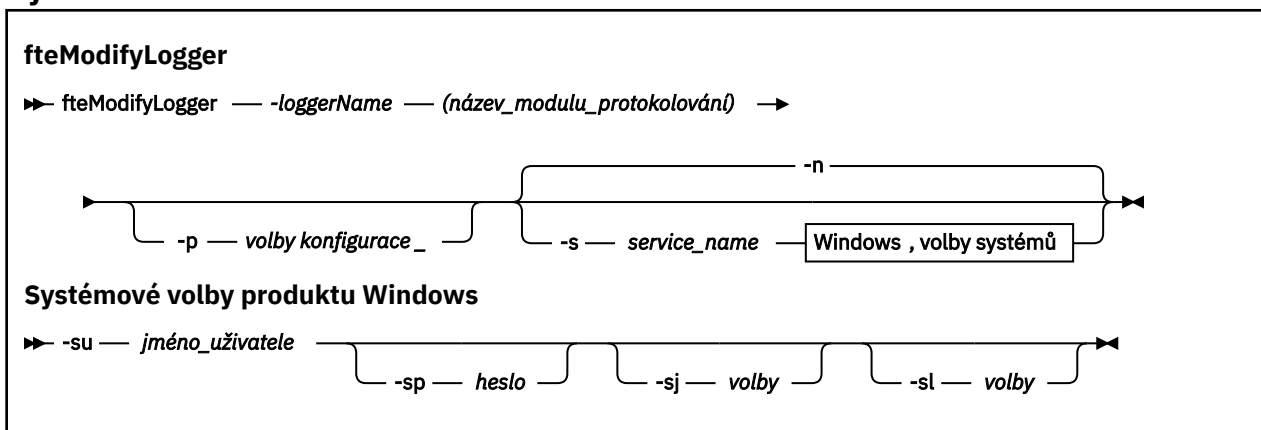 fteModifyLogger
fteModifyLogger -loggerName (název_modulu_protokolování)
-n
-p volby konfigurace_ -s service_name Windows , volby systémů
Systémové volby produktu Windows
-su jméno_uživatele
-sp heslo -sj volby -sl volby